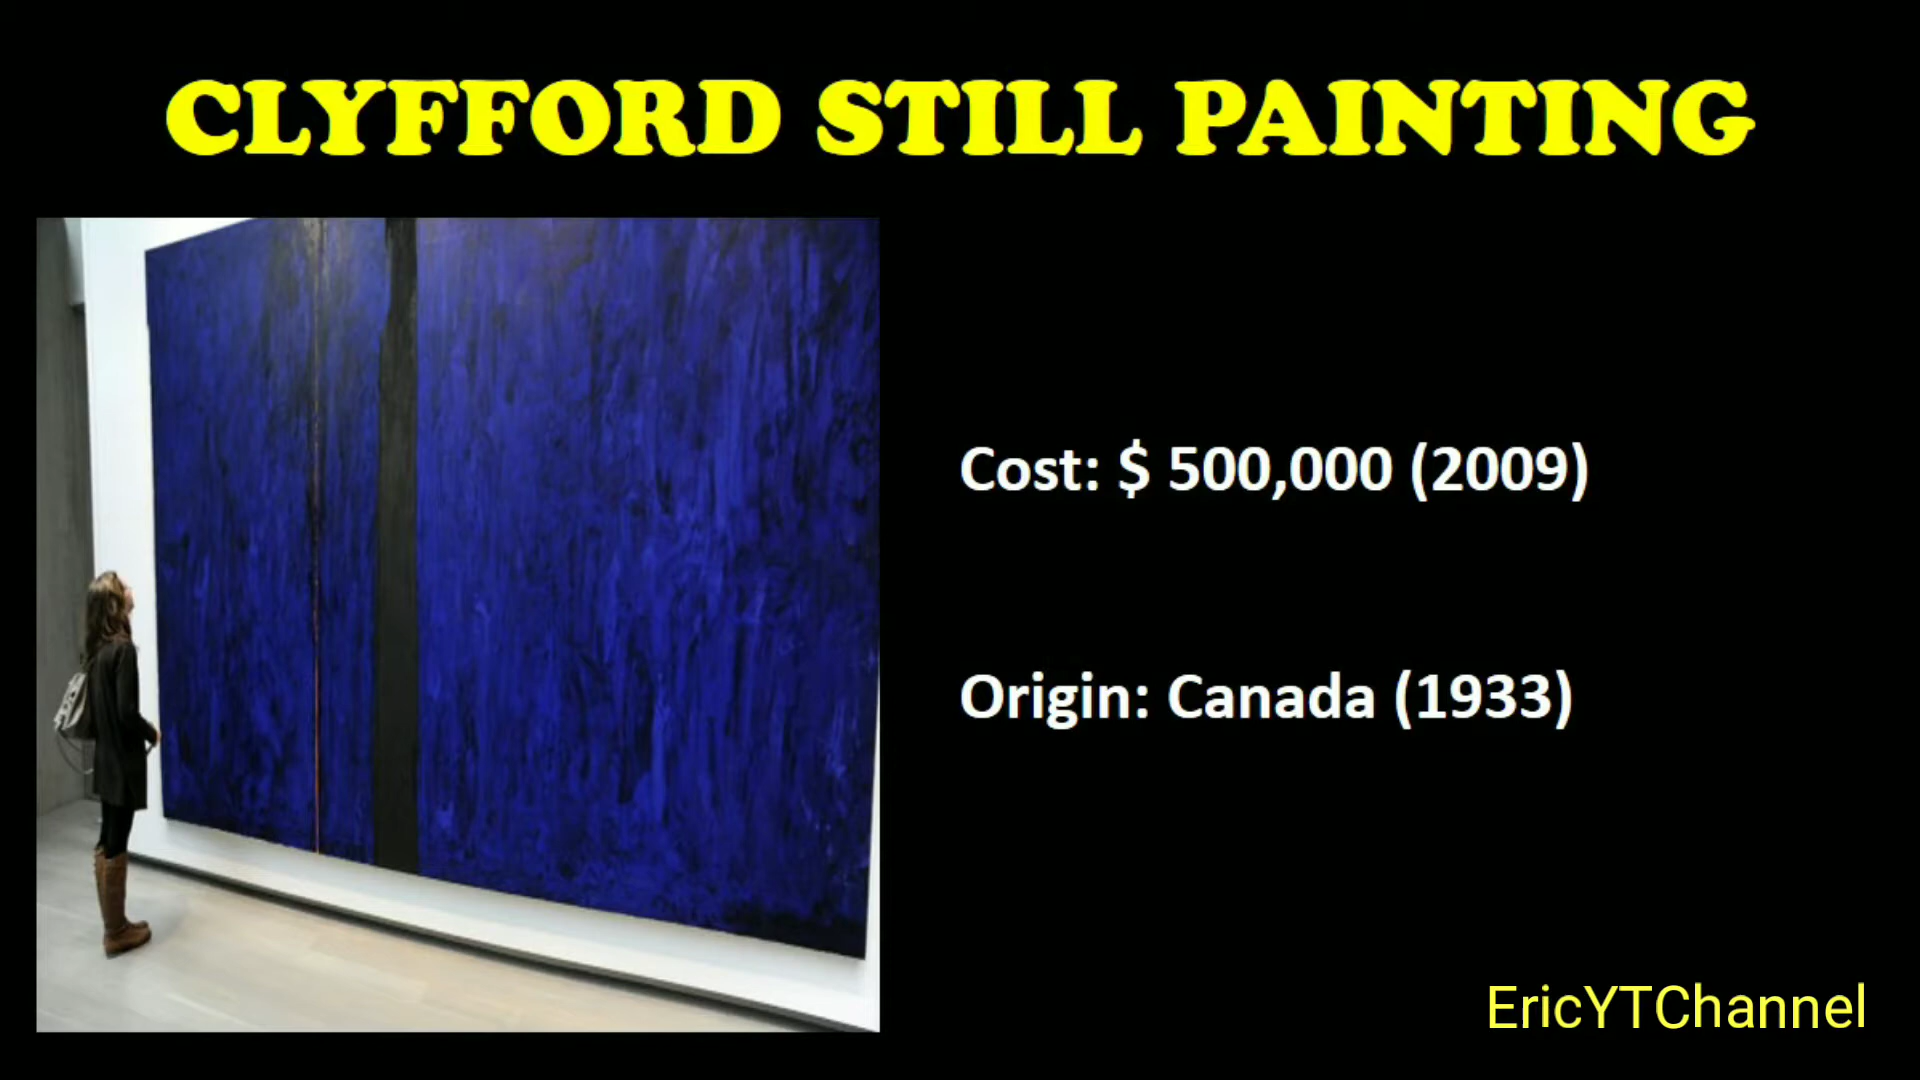 CLYFFORD STILL PAINTING
Cost: $ 500,000 (2009)
Origin: Canada (1933)
EricYTChannel